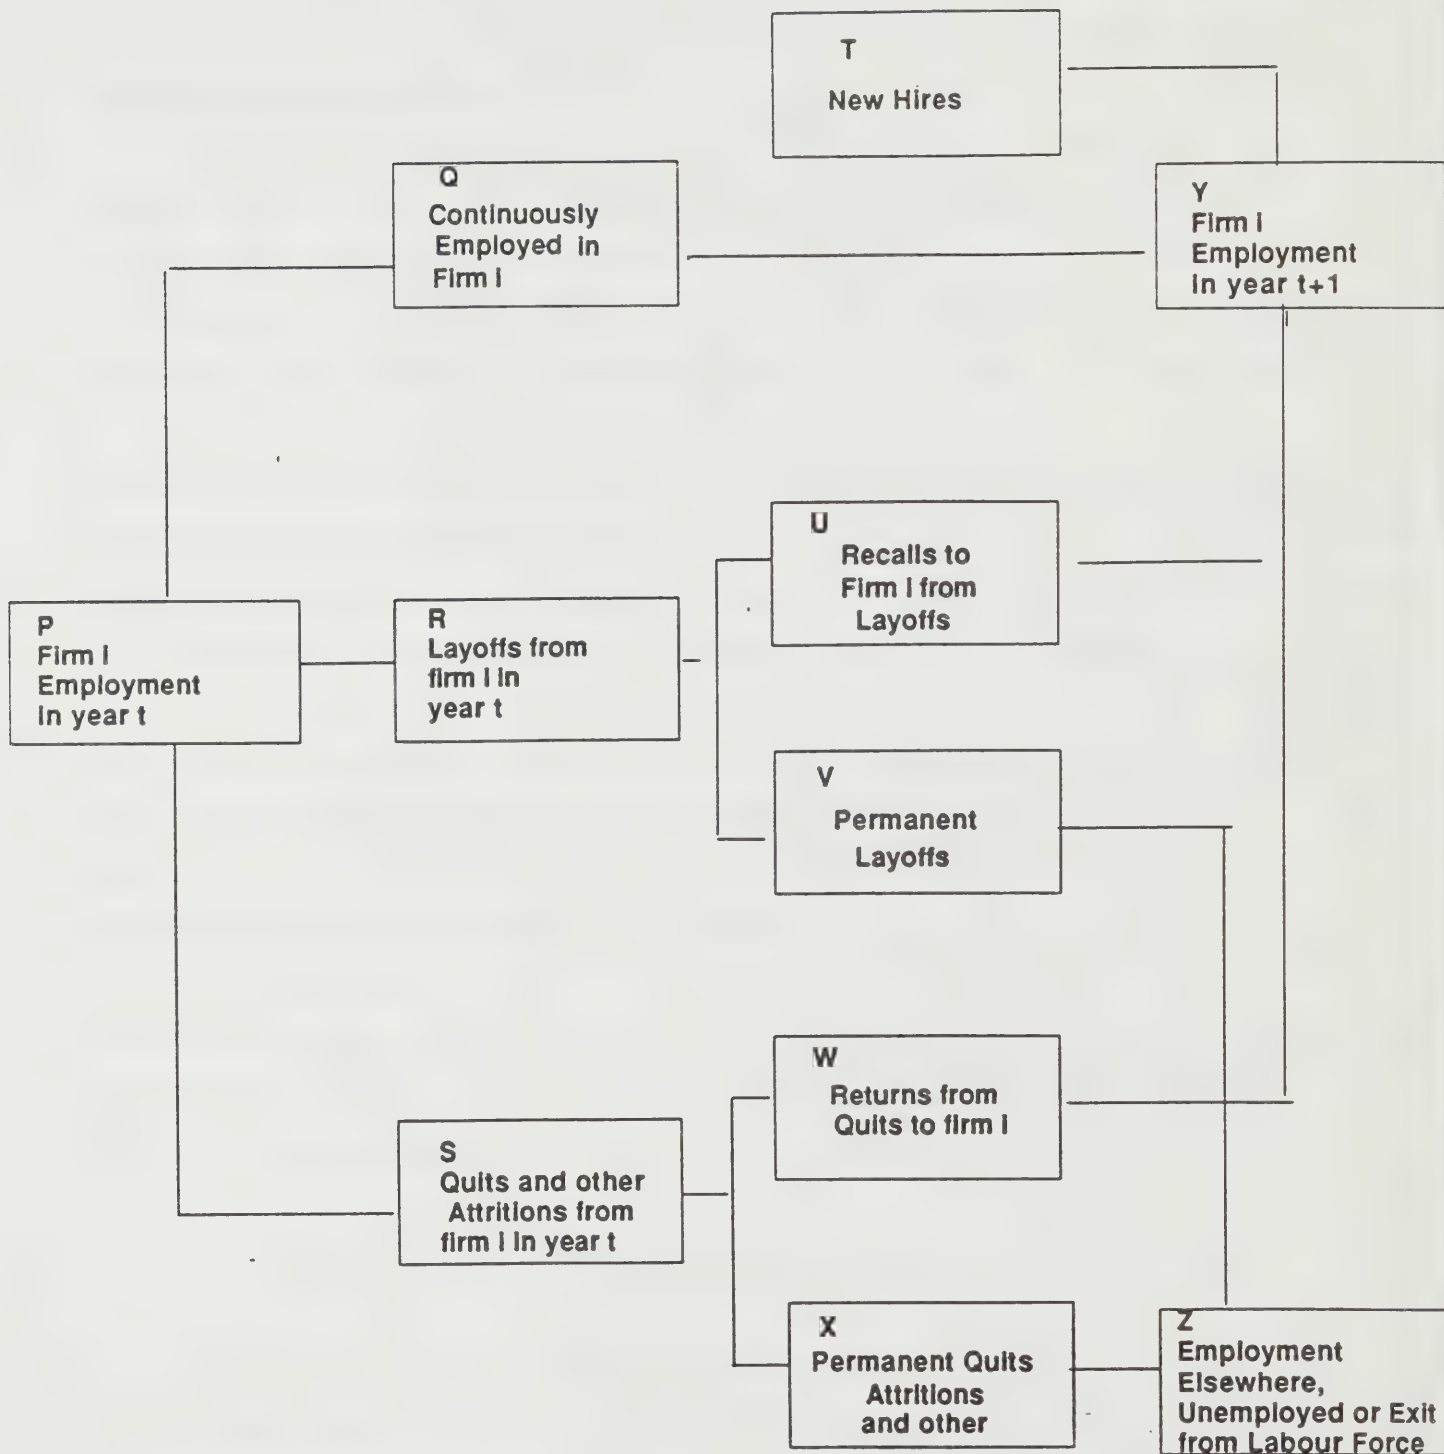 T
New Hires
Q
Continuously
Employed in
Firm i
Y
Firm i
Employment
in year t+1
U
Recalls to
Firm i from
Layoffs
P
Firm i
Employment
in year t
R
Layoffs from
firm i in
year t
V
Permanent
Layoffs
W
Returns from
Quits to firm i
S
Quits and other
Attritions from
firm i in year t
X
Permanent Quits
Attritions
and other
Z
Employment
Elsewhere,
Unemployed or Exit
from Labour Force